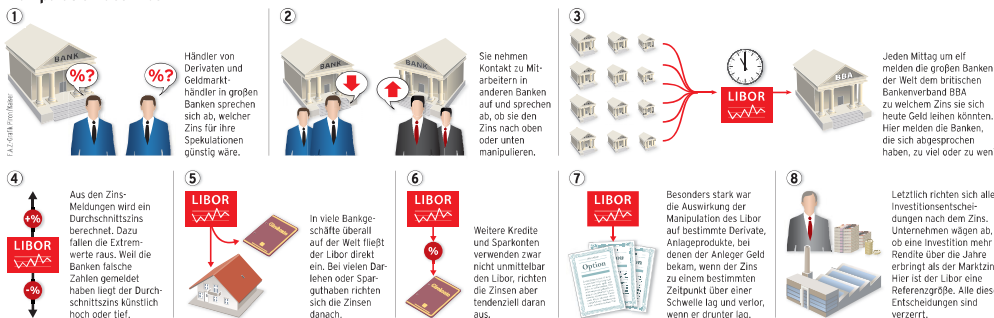 1
BANK
%?
%?
Händler von
Derivaten und
Geldmarkt-
händler in großen
Banken sprechen
sich ab, welcher
Zins für ihre
Spekulationen
günstig wäre.
2
BANK
BANK
Sie nehmen
Kontakt zu Mit-
arbeitern in
anderen Banken
auf und sprechen
ab, ob sie den
Zins nach oben
oder unten
manipulieren.
3
LIBOR
BBA
Jeden Mittag um elf
melden die großen Banken
der Welt dem britischen
Bankenverband BBA
zu welchem Zins sie sich
heute Geld leihen könnten.
Hier melden die Banken,
die sich abgesprochen
haben, zu viel oder zu wen
4
+%
LIBOR
-%
Aus den Zins-
Meldungen wird ein
Durchschnittszins
berechnet. Dazu
fallen die Extrem-
werte raus. Weil die
Banken falsche
Zahlen gemeldet
haben liegt der Durch-
schnittszins künstlich
hoch oder tief.
5
LIBOR
In viele Bankge-
schäfte überall
auf der Welt fließt
der Libor direkt
ein. Bei vielen Dar-
lehen oder Spar-
guthaben richten
sich die Zinsen
danach.
6
LIBOR
%
Weitere Kredite
und Sparkonten
verwenden zwar
nicht unmittelbar
den Libor, richten
die Zinsen aber
tendenziell daran
aus.
7
LIBOR
Option
Besonders stark war
die Auswirkung der
Manipulation des Libor
auf bestimmte Derivate,
Anlageprodukte, bei
denen der Anleger Geld
bekam, wenn der Zins
zu einem bestimmten
Zeitpunkt über einer
Schwelle lag und verlor,
wenn er drunter lag.
8
Letztlich richten sich alle
Investitionsentschei-
dungen nach dem Zins.
Unternehmen wägen ab,
ob eine Investition mehr
Rendite über die Jahre
erbringt als der Marktzin
Hier ist der Libor eine
Referenzgröße. Alle diese
Entscheidungen sind
verzerrt.